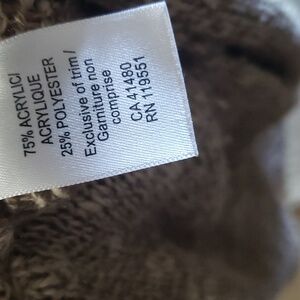 75% ACRYLIC/
ACRYLIQUE
25% POLYESTER
Exclusive of trim /
Garniture non
comprise
CA 41480
RN 119551